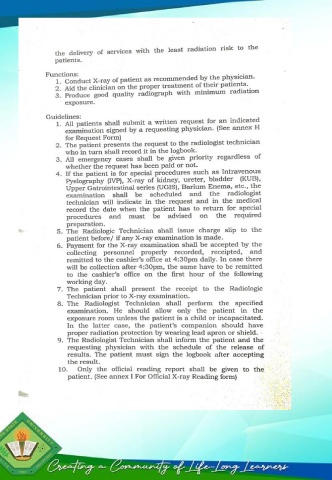 the delivery of services with the least radiation risk to the
patients.
Functions:
1. Conduct X-ray of patient as recommended by the physician.
2. Aid the clinician on the proper treatment of their patients.
3. Produce good quality radiograph with minimum radiation
exposure.
Guidelines:
1. All patients shall submit a written request for an indicated
examination signed by a requesting physician. (See annex H
for Request Form)
2. The patient presents the request to the radiologist technician
who in turn shall record it in the logbook.
3. All emergency cases shall be given priority regardless of
whether the request has been paid or not.
4. If the patient is for special procedures such as Intravenous
Pyelography (IVP), X-ray of kidney, ureter, bladder (KUB),
Upper Gatrointestinal series (UGIS), Barium Enema, etc., the
examination shall be scheduled and the radiologist
technician will indicate in the request and in the medical
record the date when the patient has to return for special
procedures and must be advised on the required
preparation.
5. The Radiologic Technician shall issue charge slip to the
patient before/ if any X-ray examination is made.
6. Payment for the X-ray examination shall be accepted by the
collecting personnel properly recorded, receipted, and
remitted to the cashier's office at 4:30pm daily. In case there
will be collection after 4:30pm, the same have to be remitted
to the cashier's office on the first hour of the following
working day.
7. The patient shall present the receipt to the Radiologic
Technician prior to X-ray examination.
8. The Radiologist Technician shall perform the specified
examination. He should allow only the patient in the
exposure room unless the patient is a child or incapacitated.
In the latter case, the patient's companion should have
proper radiation protection by wearing lead apron or shield.
9. The Radiologist Technician shall inform the patient and the
requesting physician with the schedule of the release of
results. The patient must sign the logbook after accepting
the result.
10. Only the official reading report shall be given to the
patient. (See annex I For Official X-ray Reading form)
Creating a Community of Life-Long Learners